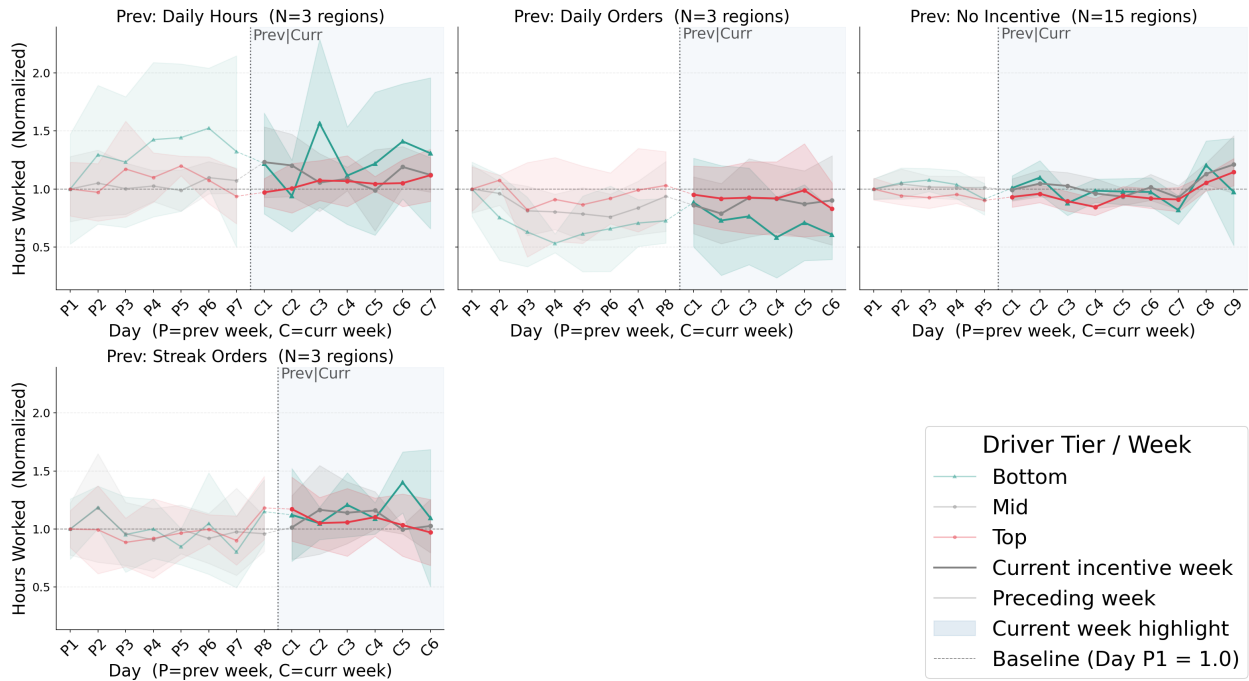 Prev: Daily Hours  (N=3 regions)
Prev|Curr
2.0
1.5
1.0
0.5
Hours Worked  (Normalized)
P1 P2 P3 P4 P5 P6 P7 C1 C2 C3 C4 C5 C6 C7
Day  (P=prev week, C=curr week)
Prev: Daily Orders  (N=3 regions)
Prev|Curr
P1 P2 P3 P4 P5 P6 P7 P8 C1 C2 C3 C4 C5 C6
Day  (P=prev week, C=curr week)
Prev: No Incentive  (N=15 regions)
Prev|Curr
P1 P2 P3 P4 P5 C1 C2 C3 C4 C5 C6 C7 C8 C9
Day  (P=prev week, C=curr week)
Prev: Streak Orders  (N=3 regions)
Prev|Curr
2.0
1.5
1.0
0.5
Hours Worked  (Normalized)
P1 P2 P3 P4 P5 P6 P7 P8 C1 C2 C3 C4 C5 C6
Day  (P=prev week, C=curr week)
Driver Tier / Week
Bottom
Mid
Top
Current incentive week
Preceding week
Current week highlight
Baseline (Day P1 = 1.0)